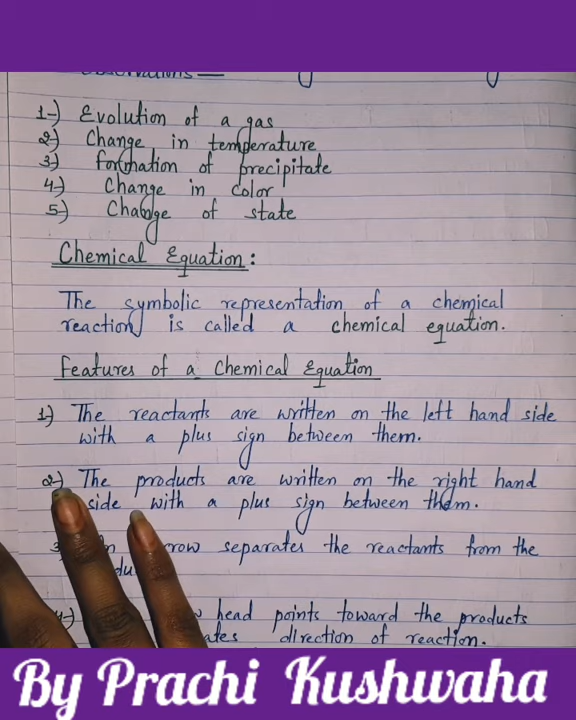 Observations
1-) Evolution of a gas
2-) Change in temperature
3-) Formation of precipitate
4-) Change in color
5-) Change of state
Chemical Equation:
The symbolic representation of a chemical
reaction is called a chemical equation.
Features of a Chemical Equation
1-) The reactants are written on the left hand side
with a plus sign between them.
2-) The products are written on the right hand
side with a plus sign between them.
separates the reactants from the
head points toward the products
direction of reaction.
By Prachi Kushwaha